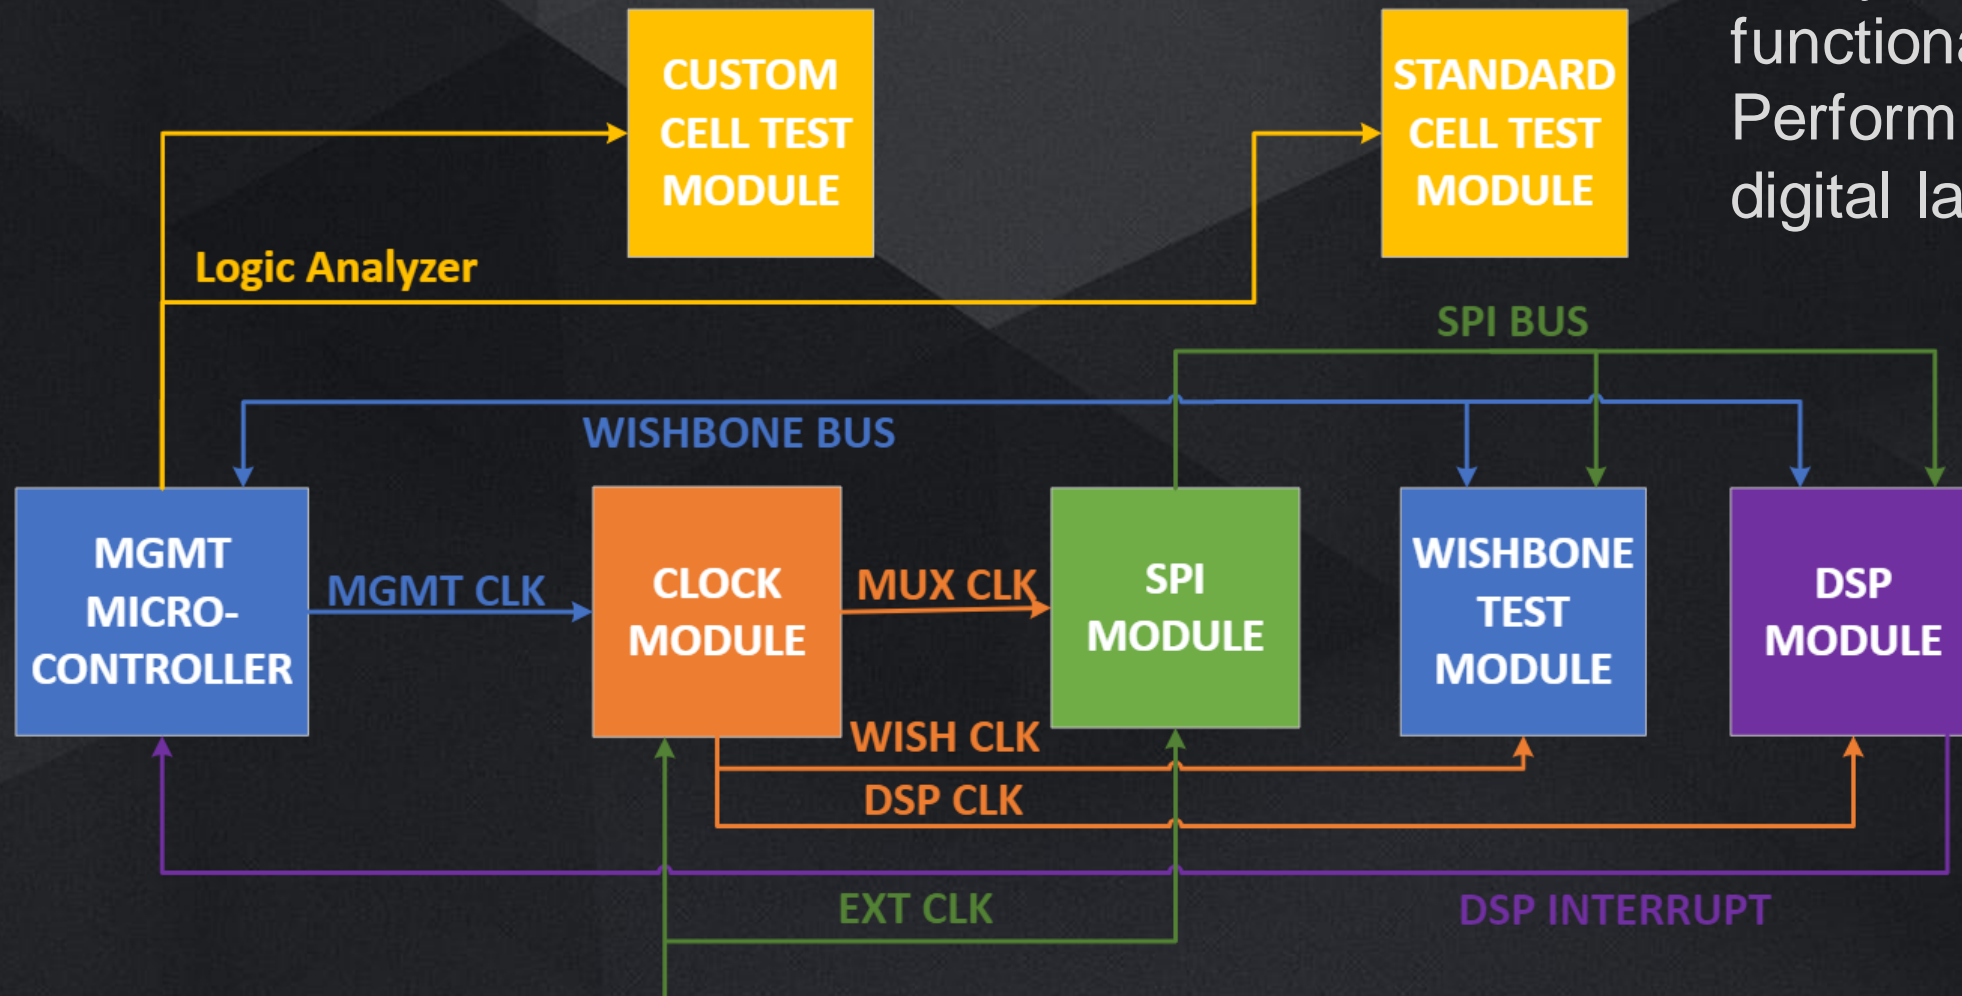 CUSTOM
CELL TEST
MODULE
STANDARD
CELL TEST
MODULE
Perform
digital
Logic Analyzer
SPI BUS
WISHBONE BUS
MGMT
MICRO-
CONTROLLER
MGMT CLK
CLOCK
MODULE
MUX CLK
SPI
MODULE
WISHBONE
TEST
MODULE
DSP
MODULE
WISH CLK
DSP CLK
EXT CLK
DSP INTERRUPT